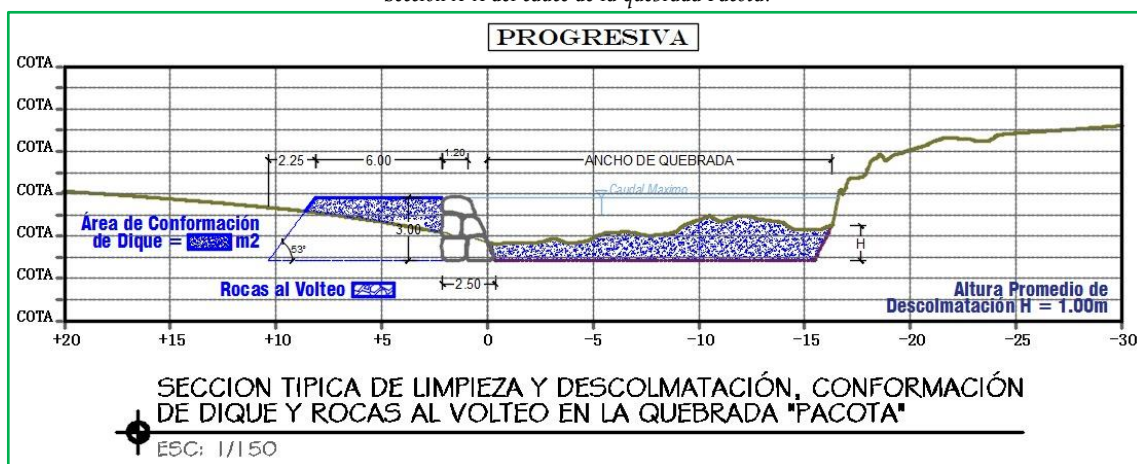 Sección A-A del cauce de la quebrada Pacota.
PROGRESIVA
COTA
COTA
COTA
COTA
COTA
COTA
COTA
2.25
6.00
1.20
ANCHO DE QUEBRADA
Caudal Maximo
Área de Conformación
de Dique = m2
53°
3.00
H
Rocas al Volteo
2.50
Altura Promedio de
Descolmatación H = 1.00m
+20 +15 +10 +5 0 -5 -10 -15 -20 -25 -30
SECCION TIPICA DE LIMPIEZA Y DESCOLMATACIÓN, CONFORMACIÓN
DE DIQUE Y ROCAS AL VOLTEO EN LA QUEBRADA "PACOTA"
ESC: 1/150